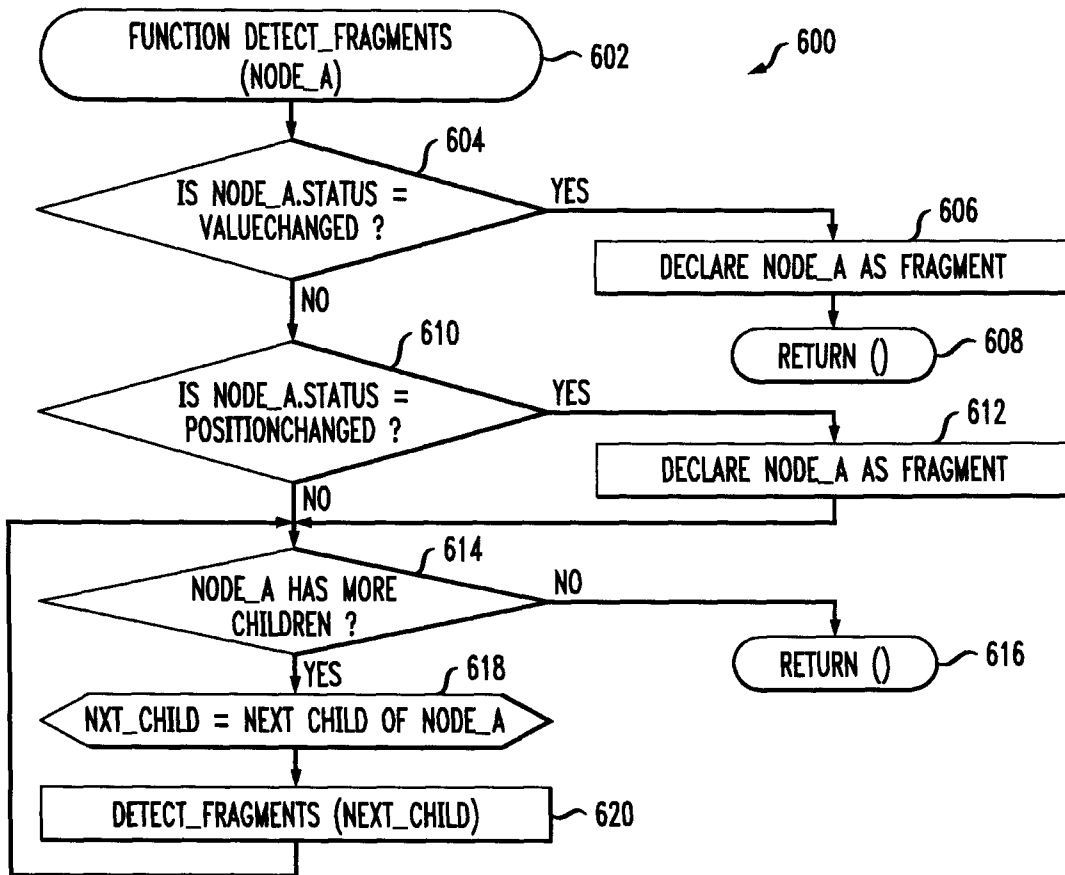 FUNCTION DETECT_FRAGMENTS
(NODE_A)
602
600
604
IS NODE_A.STATUS =
VALUECHANGED ?
YES
606
DECLARE NODE_A AS FRAGMENT
NO
RETURN ()
608
610
IS NODE_A.STATUS =
POSITIONCHANGED ?
YES
612
DECLARE NODE_A AS FRAGMENT
NO
614
NODE_A HAS MORE
CHILDREN ?
NO
RETURN ()
616
YES
618
NXT_CHILD = NEXT CHILD OF NODE_A
DETECT_FRAGMENTS (NEXT_CHILD)
620